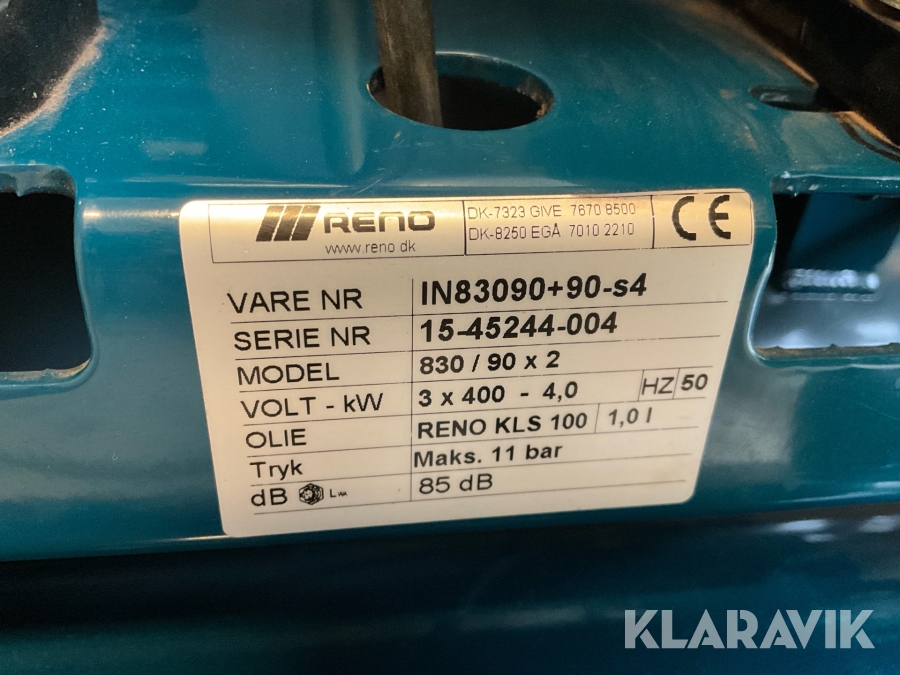 RENO
www.reno.dk
DK-7323 GIVE 7670 8500
DK-8250 EGÅ 7010 2210
CE
VARE NR IN83090+90-s4
SERIE NR 15-45244-004
MODEL 830 / 90 x 2
VOLT - kW 3 x 400 - 4,0 HZ 50
OLIE RENO KLS 100 1,0 l
Tryk Maks. 11 bar
dB 85 dB
KLARAVIK